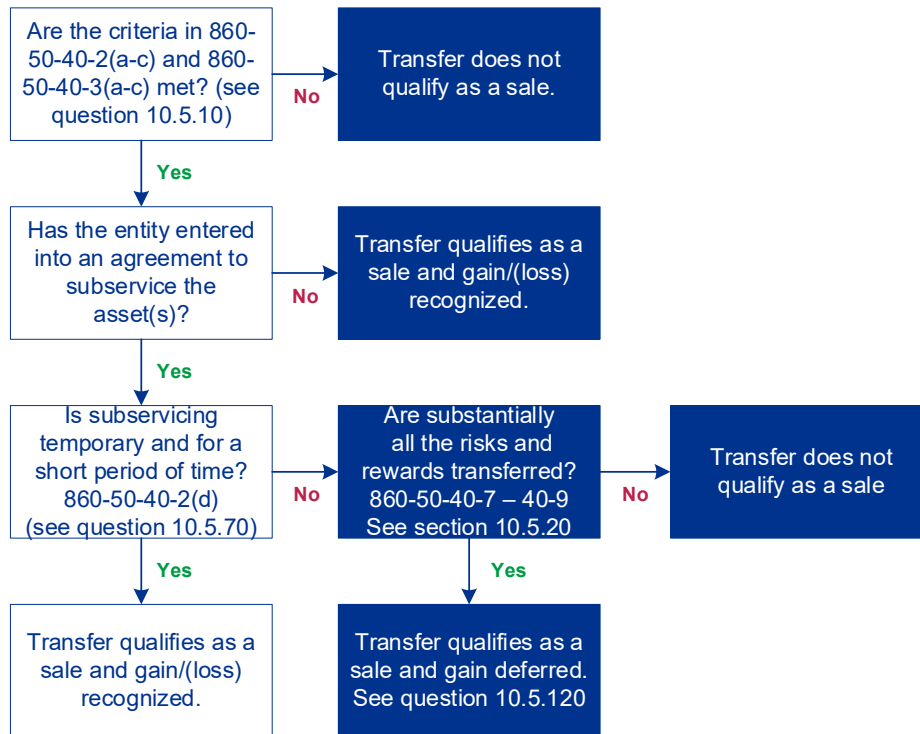 Are the criteria in 860-
50-40-2(a-c) and 860-
50-40-3(a-c) met? (see
question 10.5.10)
No
Transfer does not
qualify as a sale.
Yes
Has the entity entered
into an agreement to
subservice the
asset(s)?
No
Transfer qualifies as a
sale and gain/(loss)
recognized.
Yes
Is subservicing
temporary and for a
short period of time?
860-50-40-2(d)
(see question 10.5.70)
No
Are substantially
all the risks and
rewards transferred?
860-50-40-7 – 40-9
See section 10.5.20
No
Transfer does not
qualify as a sale
Yes
Transfer qualifies as a
sale and gain/(loss)
recognized.
Yes
Transfer qualifies as a
sale and gain deferred.
See question 10.5.120